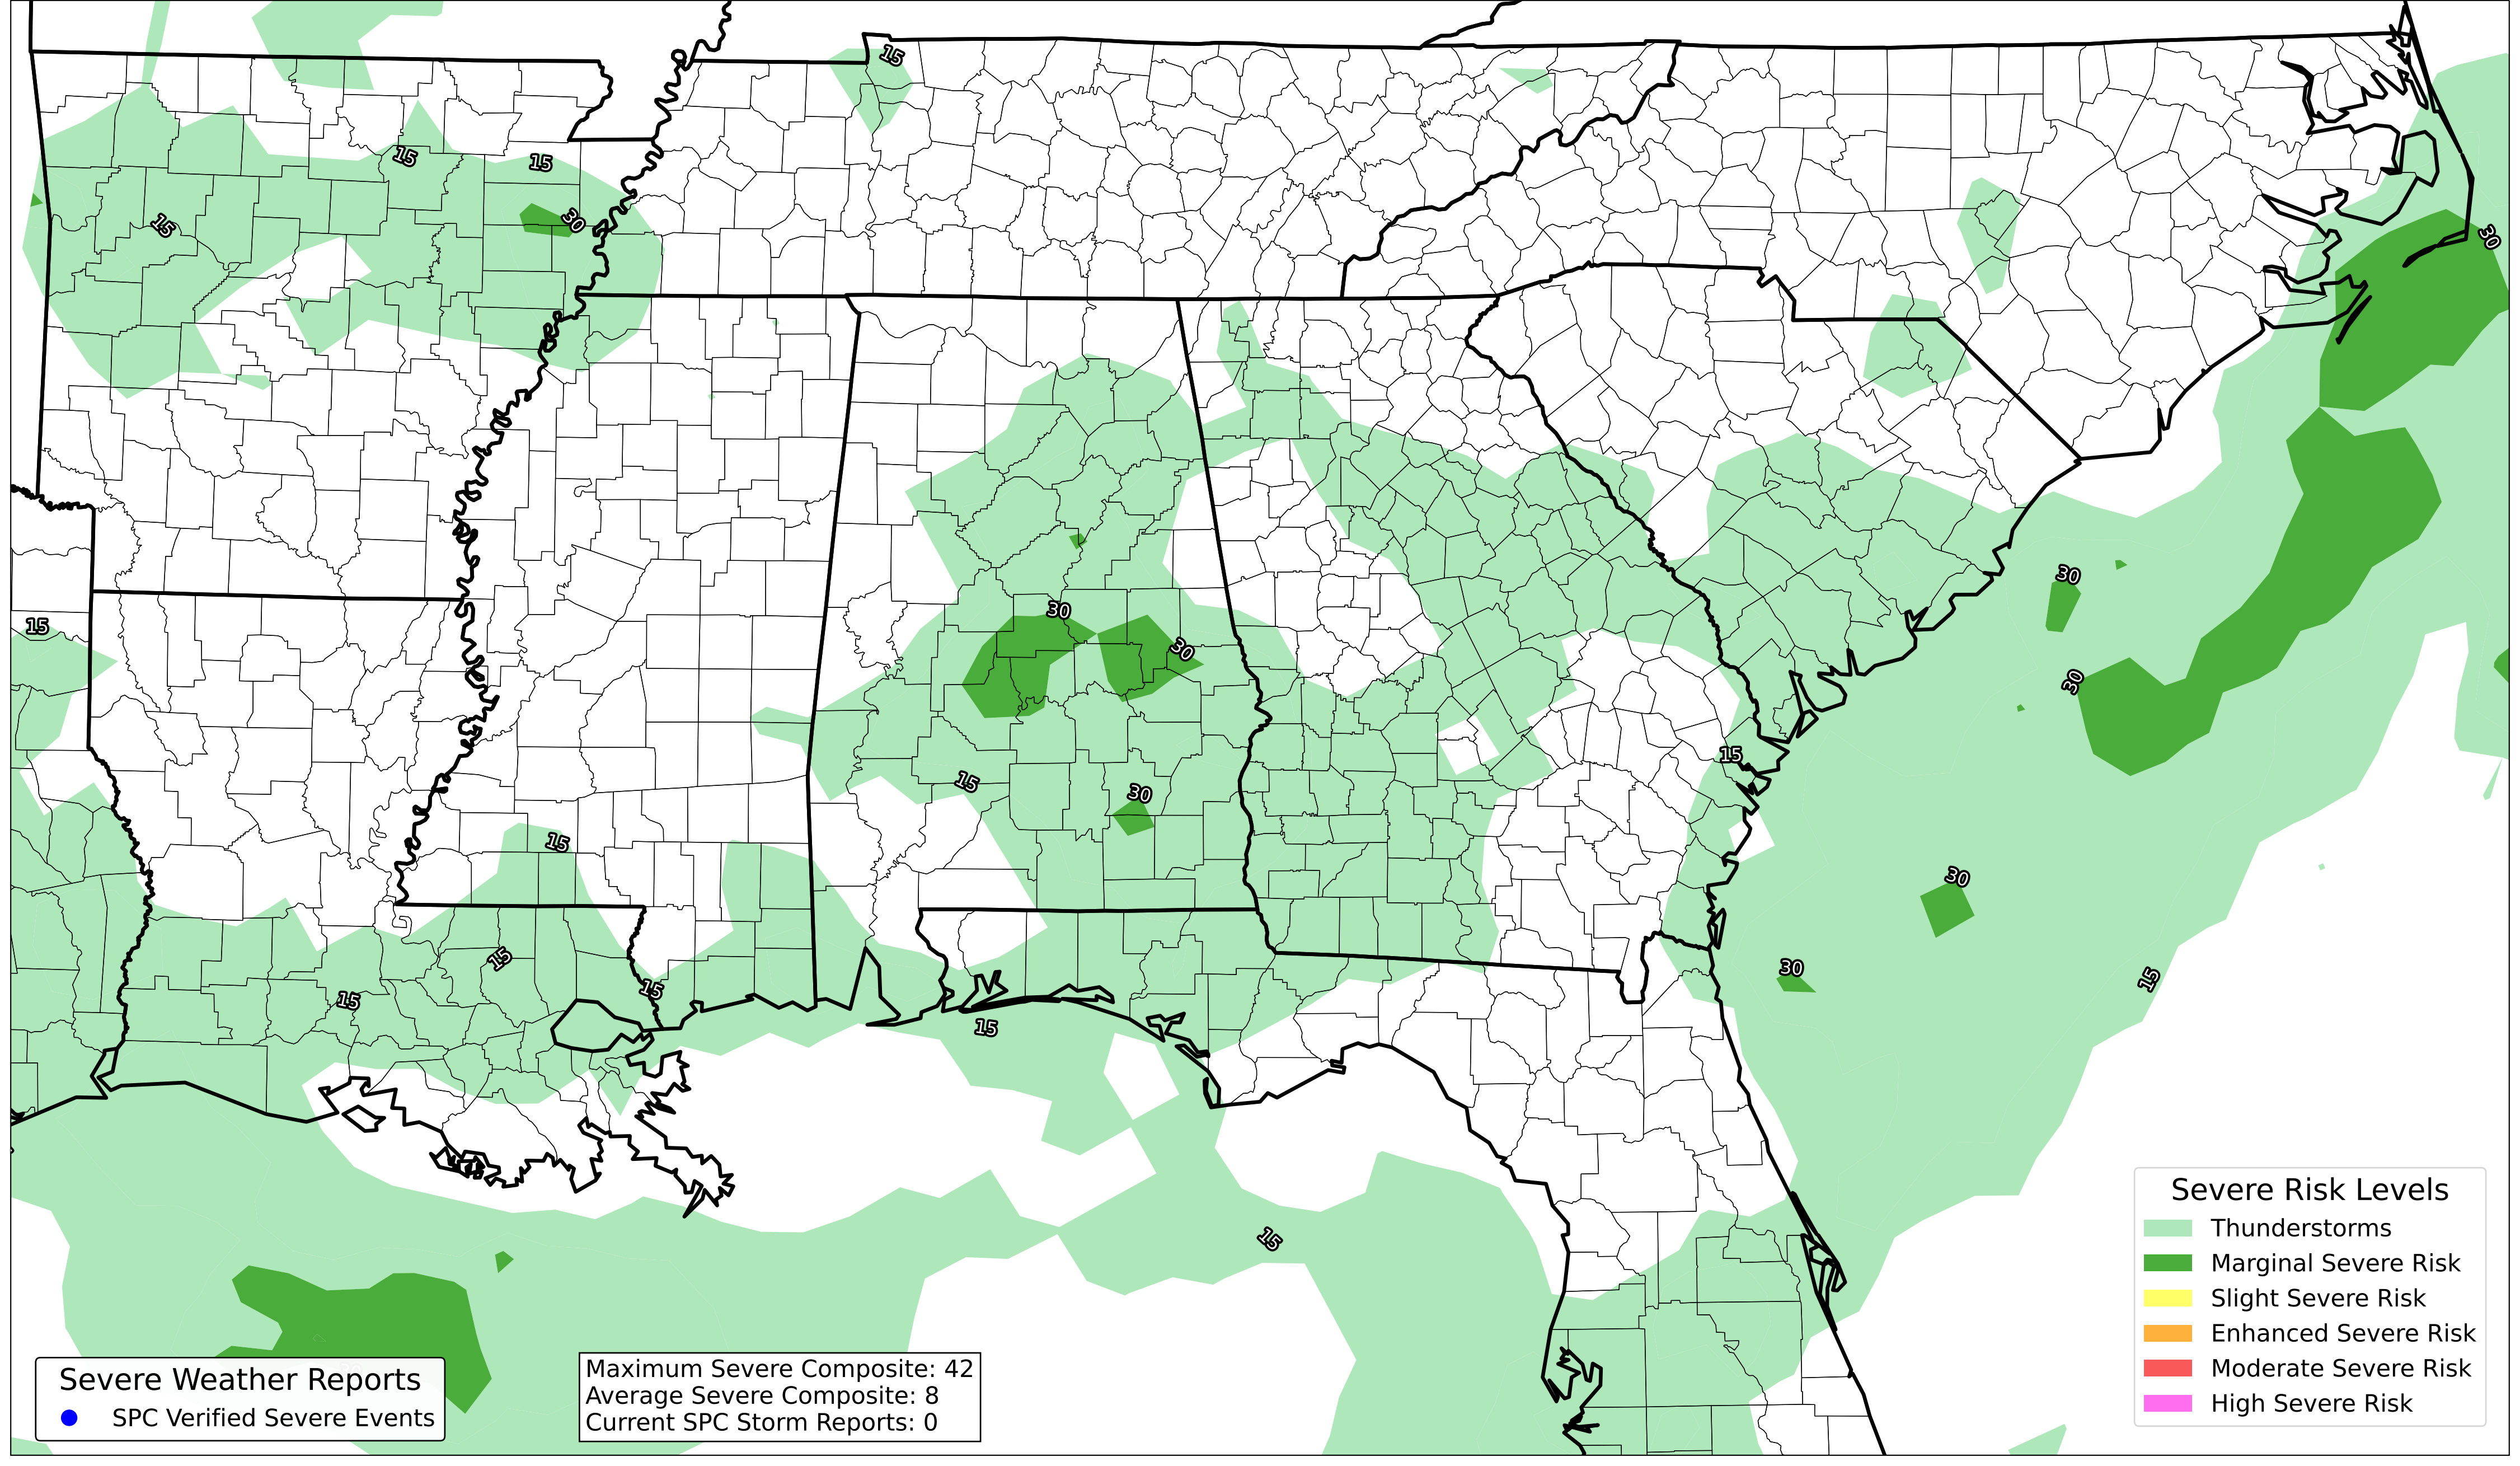 15
15
15
30
15
30
30
15
30
30
30
15
15
30
15
30
15
30
15
15
15
15
15
15
Severe Risk Levels
Thunderstorms
Marginal Severe Risk
Slight Severe Risk
Enhanced Severe Risk
Moderate Severe Risk
High Severe Risk
Severe Weather Reports
SPC Verified Severe Events
Maximum Severe Composite: 42
Average Severe Composite: 8
Current SPC Storm Reports: 0